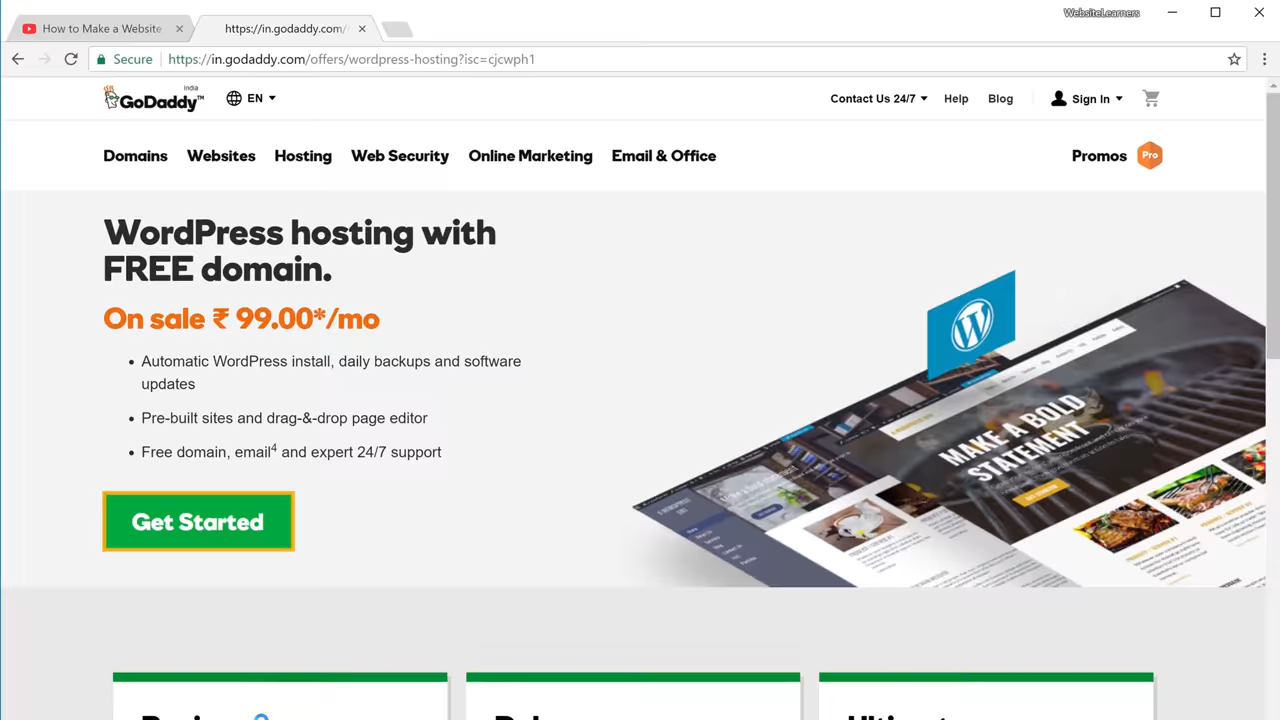 WebsiteLearners
How to Make a Website
https://in.godaddy.com/
Secure
https://in.godaddy.com/offers/wordpress-hosting?isc=cjcwph1
India
GoDaddy™
EN
Contact Us 24/7
Help
Blog
Sign In
Domains
Websites
Hosting
Web Security
Online Marketing
Email & Office
Promos
Pro
WordPress hosting with
FREE domain.
On sale ₹ 99.00*/mo
• Automatic WordPress install, daily backups and software
updates
• Pre-built sites and drag-&-drop page editor
• Free domain, email4 and expert 24/7 support
Get Started
W
MAKE A BOLD
STATEMENT